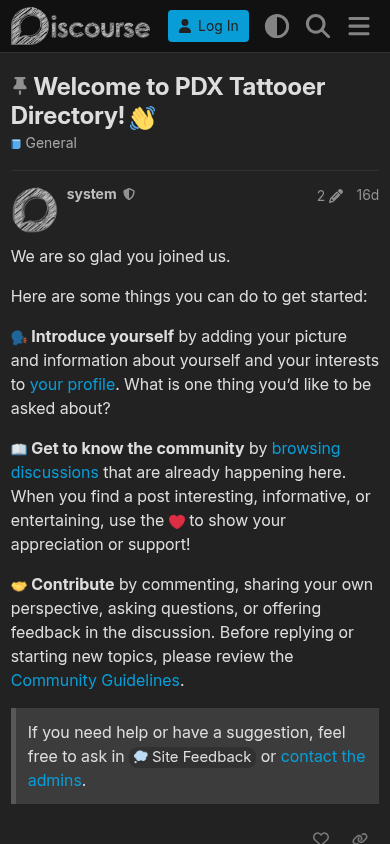 Discourse
Log In
Welcome to PDX Tattooer
Directory! 👋
General
system
2
16d
We are so glad you joined us.
Here are some things you can do to get started:
🗣 Introduce yourself by adding your picture
and information about yourself and your interests
to your profile. What is one thing you’d like to be
asked about?
📖 Get to know the community by browsing
discussions that are already happening here.
When you find a post interesting, informative, or
entertaining, use the ❤️ to show your
appreciation or support!
🤝 Contribute by commenting, sharing your own
perspective, asking questions, or offering
feedback in the discussion. Before replying or
starting new topics, please review the
Community Guidelines.
If you need help or have a suggestion, feel
free to ask in 💭 Site Feedback or contact the
admins.